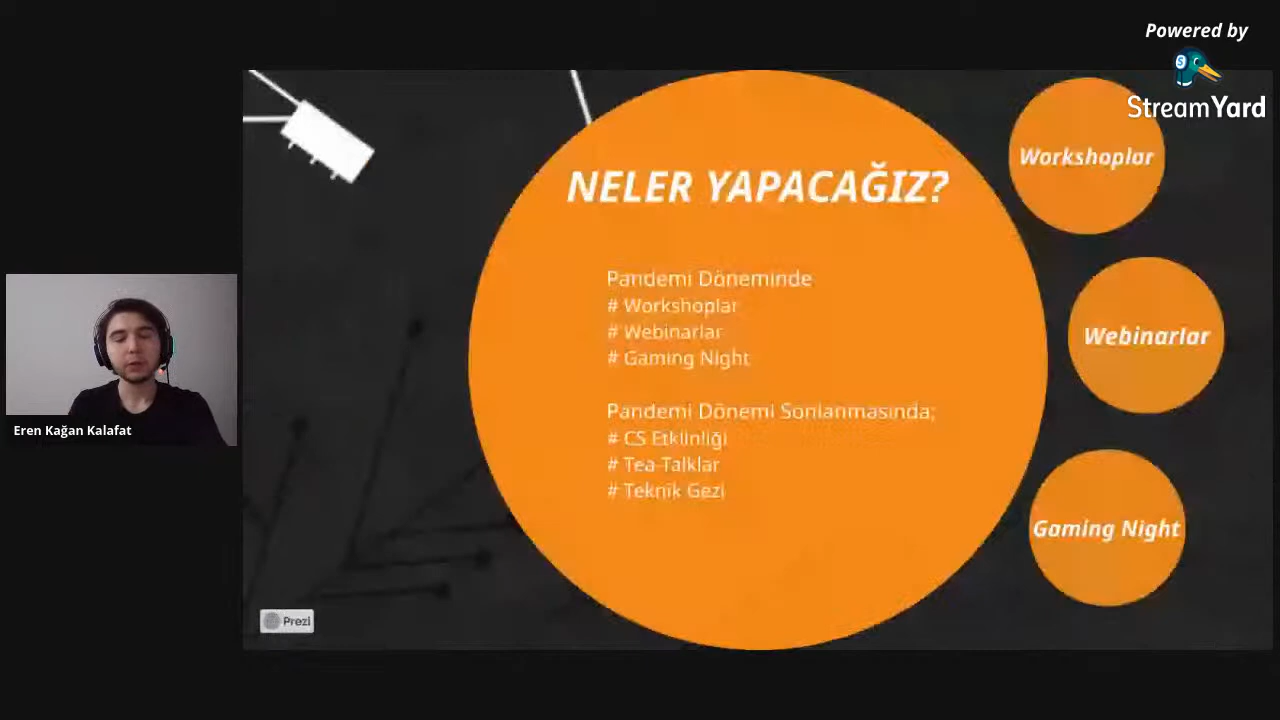 Powered by
StreamYard
NELER YAPACAĞIZ?
Pandemi Döneminde
# Workshoplar
# Webinarlar
# Gaming Night
Pandemi Dönemi Sonlanmasında;
# CS Etklinliği
# Tea-Talklar
# Teknik Gezi
Workshoplar
Webinarlar
Gaming Night
Eren Kağan Kalafat
Prezi